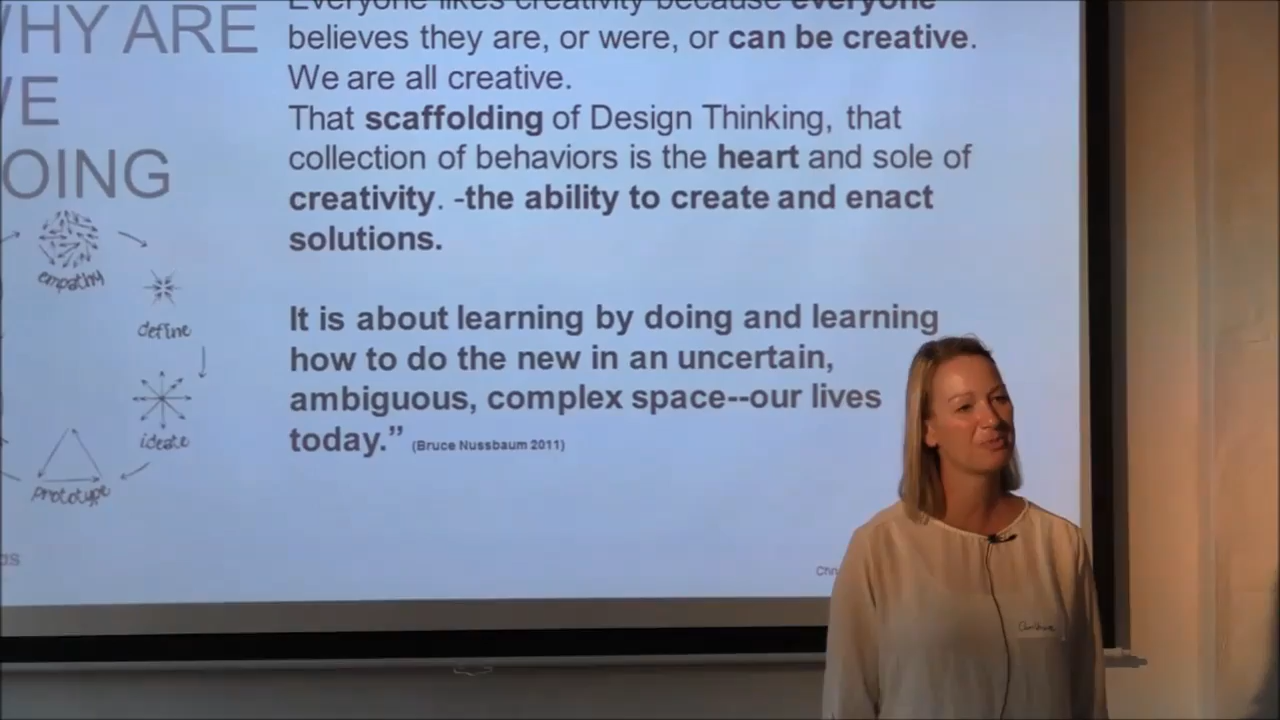 WHY ARE
WE
DOING
Everyone likes creativity because everyone
believes they are, or were, or can be creative.
We are all creative.
That scaffolding of Design Thinking, that
collection of behaviors is the heart and sole of
creativity. -the ability to create and enact
solutions.
It is about learning by doing and learning
how to do the new in an uncertain,
ambiguous, complex space--our lives
today.” (Bruce Nussbaum 2011)
empathy
define
ideate
prototype